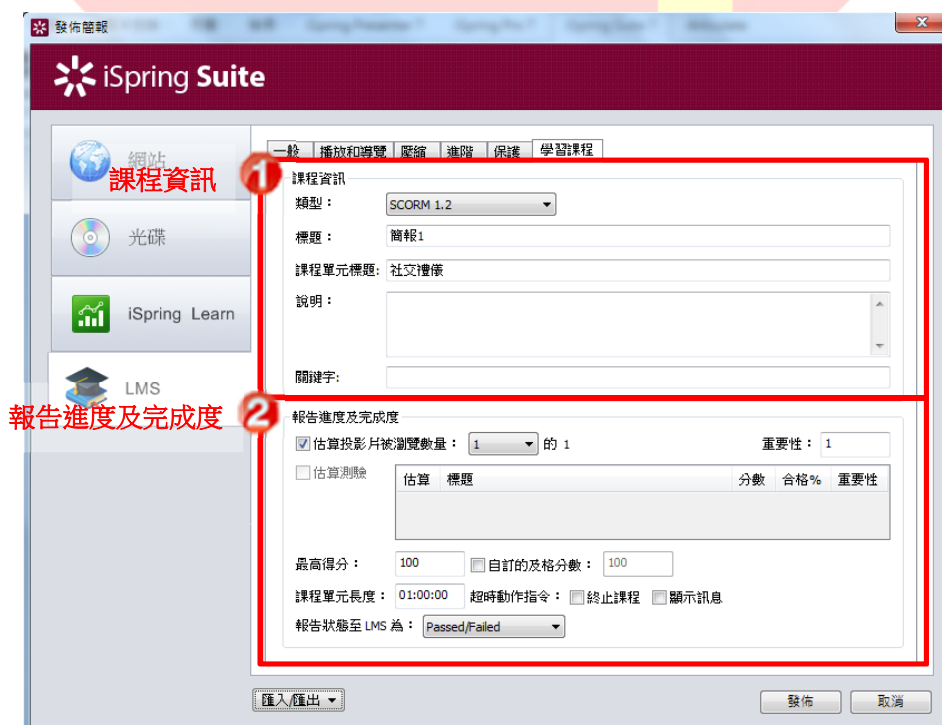 發佈簡報
iSpring Suite
網站
課程資訊
光碟
iSpring Learn
LMS
報告進度及完成度
一般 播放和導覽 壓縮 進階 保護 學習課程
1
課程資訊
類型： SCORM 1.2
標題： 簡報1
課程單元標題: 社交禮儀
說明：
關鍵字:
2
報告進度及完成度
估算投影片被瀏覽數量： 1 的 1 重要性： 1
估算測驗
估算 標題 分數 合格% 重要性
最高得分： 100 自訂的及格分數： 100
課程單元長度： 01:00:00 超時動作指令： 終止課程 顯示訊息
報告狀態至 LMS 為： Passed/Failed
匯入/匯出 發佈 取消